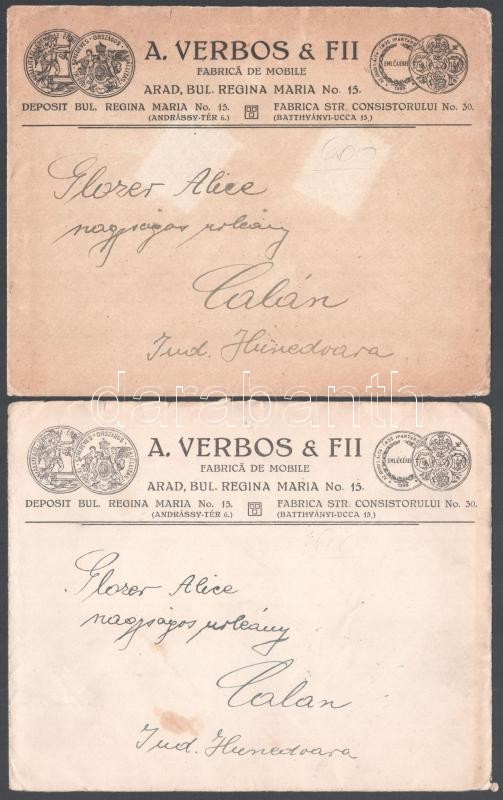 A. VERBOS & FII
FABRICĂ DE MOBILE
ARAD, BUL. REGINA MARIA No. 15.
DEPOSIT BUL. REGINA MARIA No. 15. FABRICA STR. CONSISTORULUI No. 30.
(ANDRÁSSY-TÉR 6.) (BATTHYÁNYI-UCCA 15.)
EMLÉKÉRE
Glozer Alice
nagyságos urleány
Calán
Jud. Hunedoara
darabanth
A. VERBOS & FII
FABRICĂ DE MOBILE
ARAD, BUL. REGINA MARIA No. 15.
DEPOSIT BUL. REGINA MARIA No. 15. FABRICA STR. CONSISTORULUI No. 30.
(ANDRÁSSY-TÉR 6.) (BATTHYÁNYI-UCCA 15.)
EMLÉKÉRE
Glozer Alice
nagyságos urleány
Calan
Jud. Hunedoara